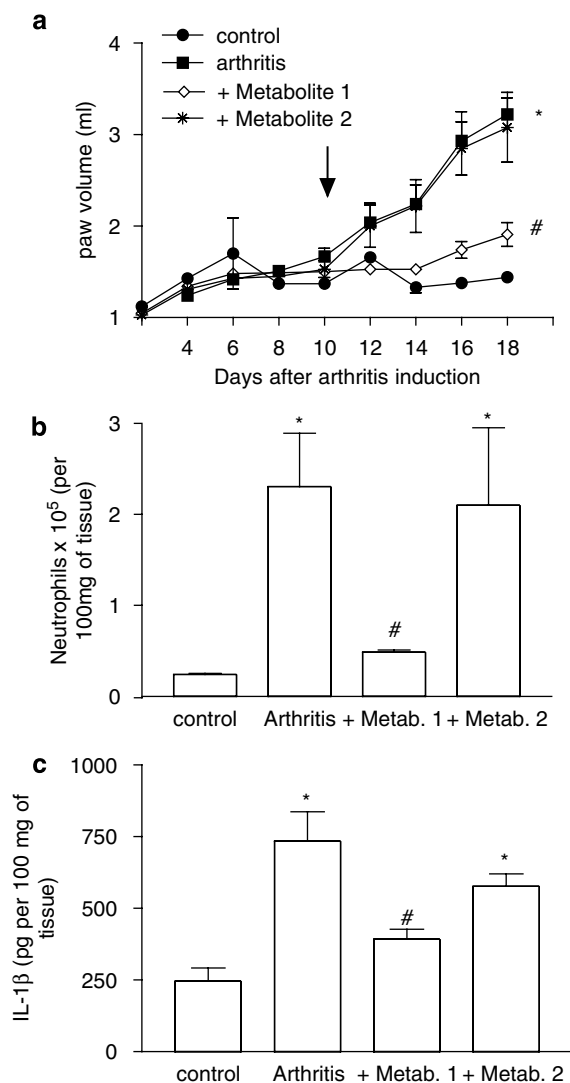 a
control
arthritis
+ Metabolite 1
+ Metabolite 2
paw volume (ml)
4
3
2
1
*
#
4 6 8 10 12 14 16 18
Days after arthritis induction
b
Neutrophils x 10⁵ (per
100mg of tissue)
3
2
1
0
*
#
*
control Arthritis + Metab. 1 + Metab. 2
c
IL-1β (pg per 100 mg of
tissue)
1000
750
500
250
0
*
#
*
control Arthritis + Metab. 1 + Metab. 2